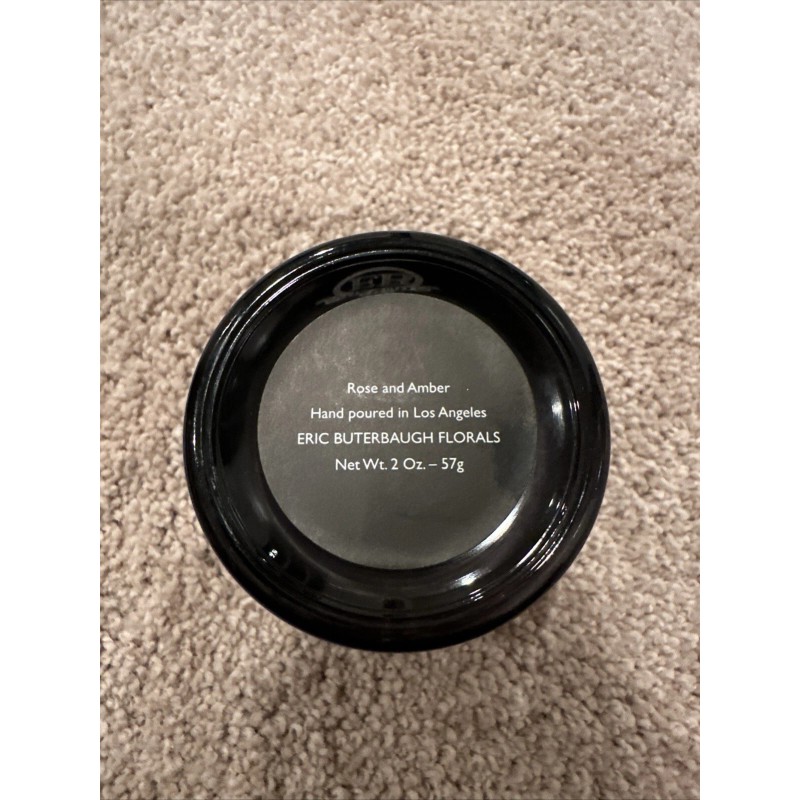 Rose and Amber
Hand poured in Los Angeles
ERIC BUTERBAUGH FLORALS
Net Wt. 2 Oz. – 57g